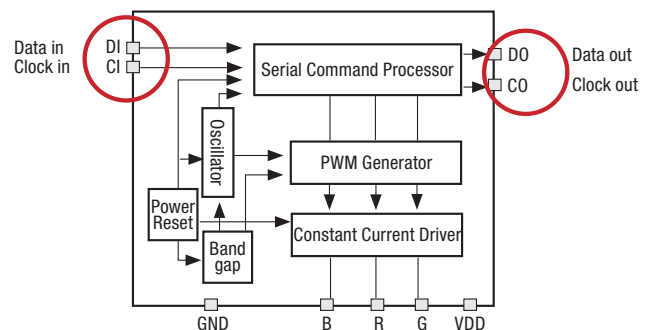 Data in
Clock in
DI
CI
Serial Command Processor
DO
CO
Data out
Clock out
Oscillator
PWM Generator
Power
Reset
Band
gap
Constant Current Driver
GND
B
R
G
VDD